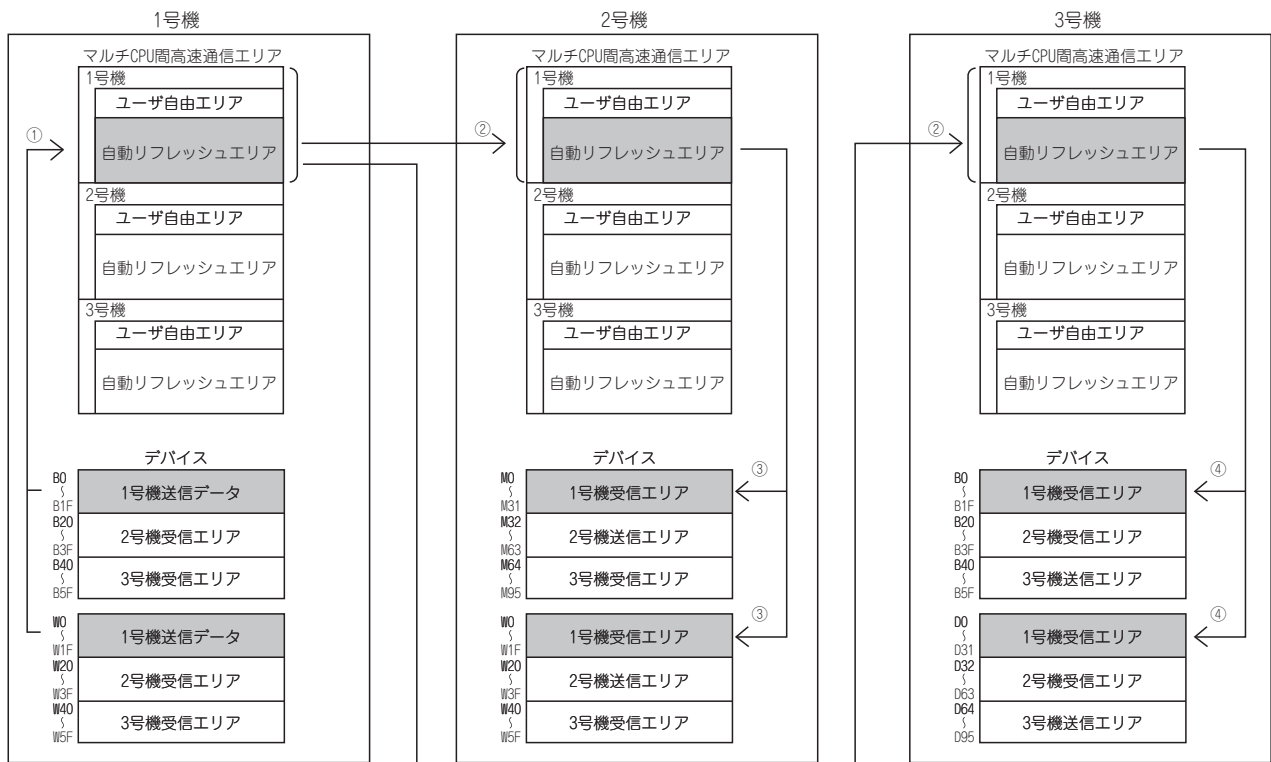 1号機
マルチCPU間高速通信エリア
1号機
ユーザ自由エリア
①
自動リフレッシュエリア
2号機
ユーザ自由エリア
自動リフレッシュエリア
3号機
ユーザ自由エリア
自動リフレッシュエリア
デバイス
B0
〜
B1F
1号機送信データ
B20
〜
B3F
2号機受信エリア
B40
〜
B5F
3号機受信エリア
W0
〜
W1F
1号機送信データ
W20
〜
W3F
2号機受信エリア
W40
〜
W5F
3号機受信エリア
2号機
マルチCPU間高速通信エリア
1号機
ユーザ自由エリア
②
自動リフレッシュエリア
2号機
ユーザ自由エリア
自動リフレッシュエリア
3号機
ユーザ自由エリア
自動リフレッシュエリア
デバイス
M0
〜
M31
1号機受信エリア
③
M32
〜
M63
2号機送信エリア
M64
〜
M95
3号機受信エリア
W0
〜
W1F
1号機受信エリア
③
W20
〜
W3F
2号機送信エリア
W40
〜
W5F
3号機受信エリア
3号機
マルチCPU間高速通信エリア
1号機
ユーザ自由エリア
②
自動リフレッシュエリア
2号機
ユーザ自由エリア
自動リフレッシュエリア
3号機
ユーザ自由エリア
自動リフレッシュエリア
デバイス
B0
〜
B1F
1号機受信エリア
④
B20
〜
B3F
2号機受信エリア
B40
〜
B5F
3号機送信エリア
D0
〜
D31
1号機受信エリア
④
D32
〜
D63
2号機受信エリア
D64
〜
D95
3号機送信エリア